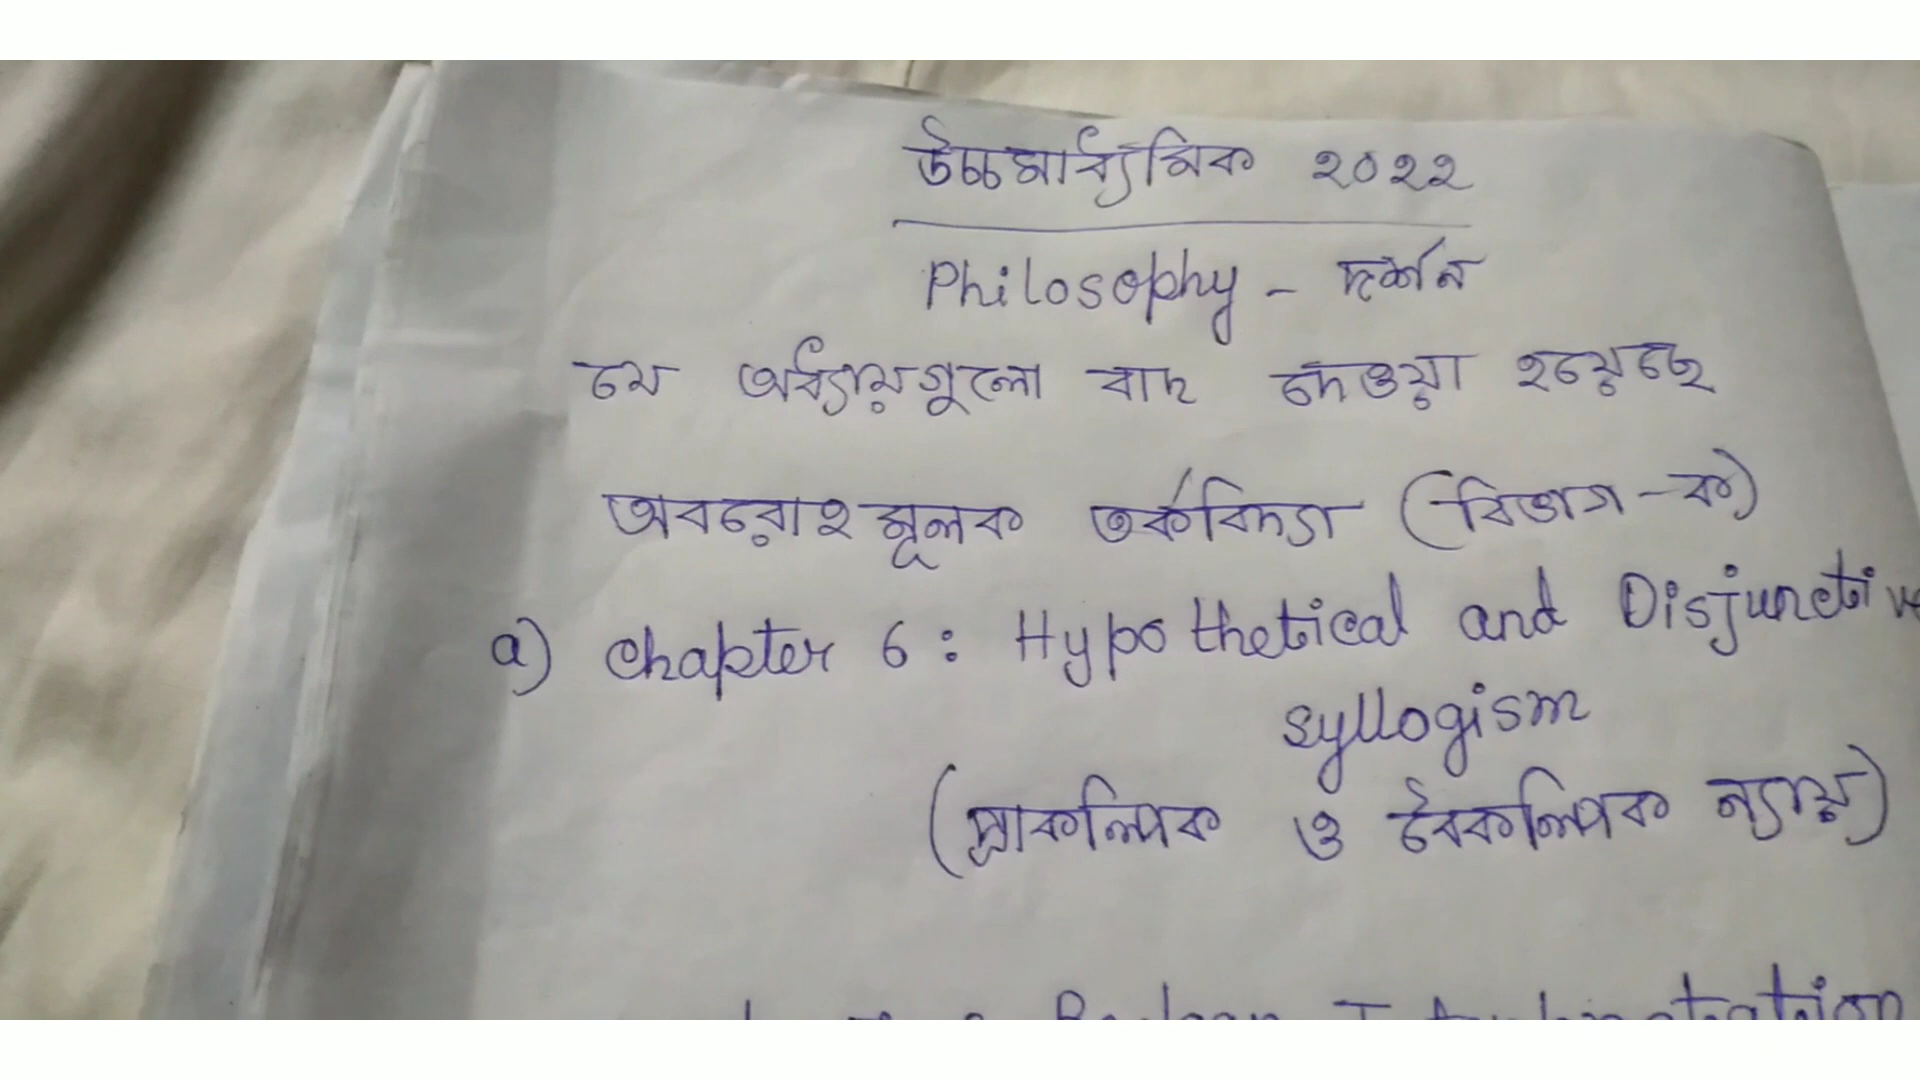 উচ্চমাধ্যমিক ২০২২
Philosophy - দর্শন
যে অধ্যায়গুলো বাদ দেওয়া হয়েছে
অবরোহমূলক তর্কবিদ্যা (বিভাগ-ক)
a) chapter 6: Hypothetical and Disjunctive
syllogism
(প্রাকল্পিক ও বৈকল্পিক ন্যায়)